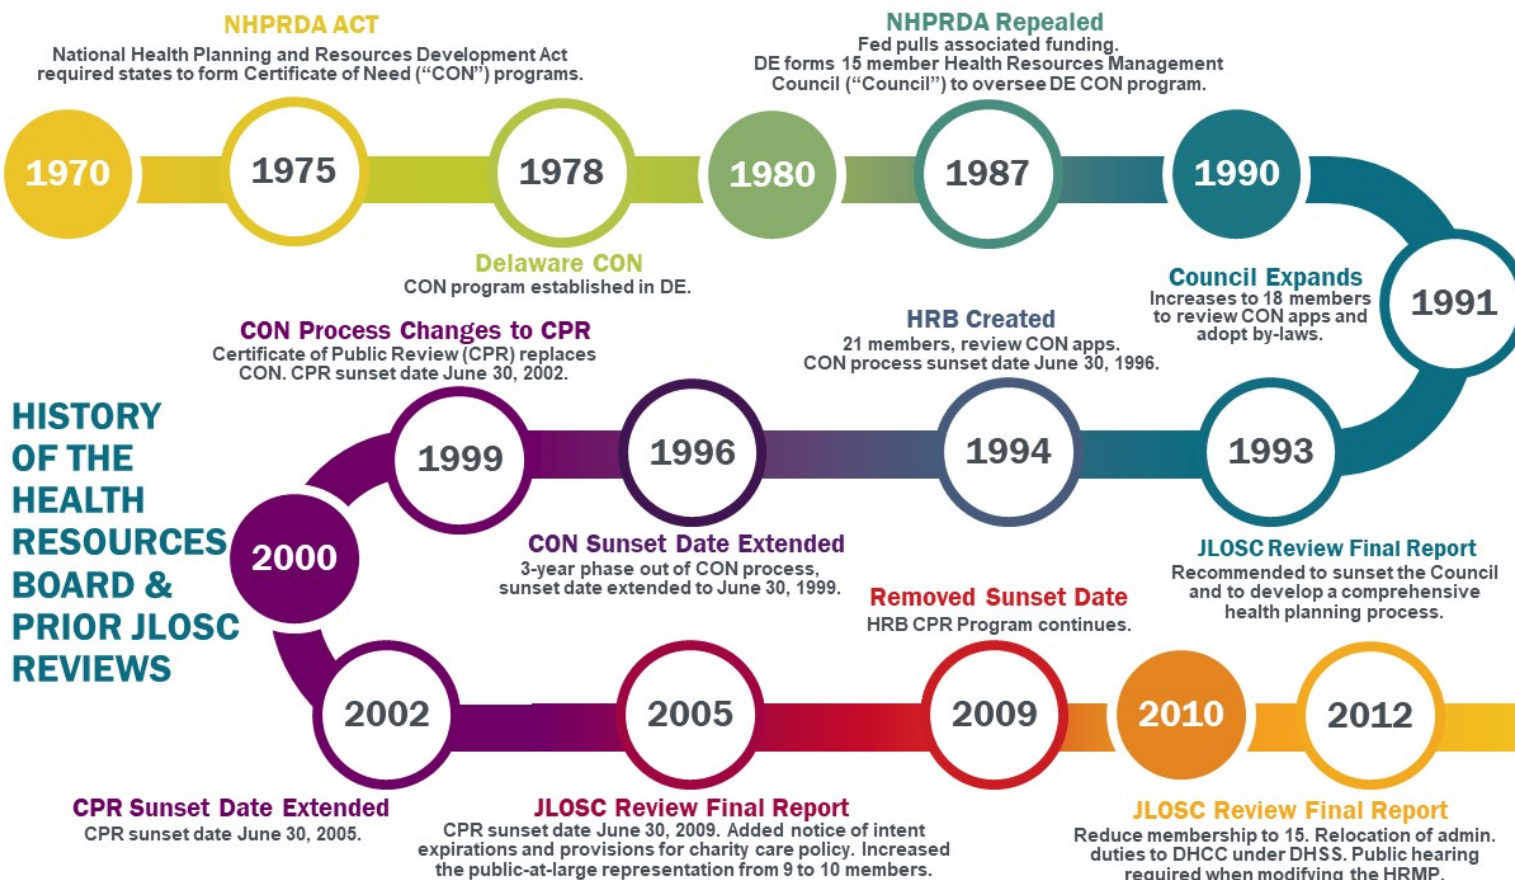 NHPRDA ACT
National Health Planning and Resources Development Act
required states to form Certificate of Need (“CON”) programs.
NHPRDA Repealed
Fed pulls associated funding.
DE forms 15 member Health Resources Management
Council (“Council”) to oversee DE CON program.
1970
1975
1978
1980
1987
1990
Delaware CON
CON program established in DE.
Council Expands
Increases to 18 members
to review CON apps and
adopt by-laws.
1991
CON Process Changes to CPR
Certificate of Public Review (CPR) replaces
CON. CPR sunset date June 30, 2002.
HRB Created
21 members, review CON apps.
CON process sunset date June 30, 1996.
HISTORY
OF THE
HEALTH
RESOURCES
BOARD &
PRIOR JLOSC
REVIEWS
1999
1996
1994
1993
2000
CON Sunset Date Extended
3-year phase out of CON process,
sunset date extended to June 30, 1999.
JLOSC Review Final Report
Recommended to sunset the Council
and to develop a comprehensive
health planning process.
Removed Sunset Date
HRB CPR Program continues.
2002
2005
2009
2010
2012
CPR Sunset Date Extended
CPR sunset date June 30, 2005.
JLOSC Review Final Report
CPR sunset date June 30, 2009. Added notice of intent
expirations and provisions for charity care policy. Increased
the public-at-large representation from 9 to 10 members.
JLOSC Review Final Report
Reduce membership to 15. Relocation of admin.
duties to DHCC under DHSS. Public hearing
required when modifying the HRMP.